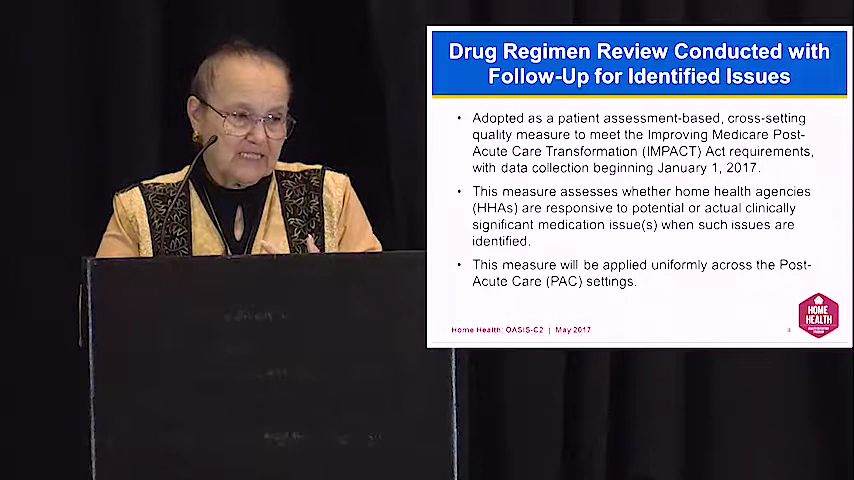 Drug Regimen Review Conducted with
Follow-Up for Identified Issues
• Adopted as a patient assessment-based, cross-setting
quality measure to meet the Improving Medicare Post-
Acute Care Transformation (IMPACT) Act requirements,
with data collection beginning January 1, 2017.
• This measure assesses whether home health agencies
(HHAs) are responsive to potential or actual clinically
significant medication issue(s) when such issues are
identified.
• This measure will be applied uniformly across the Post-
Acute Care (PAC) settings.
HOME
HEALTH
Home Health: OASIS-C2 | May 2017